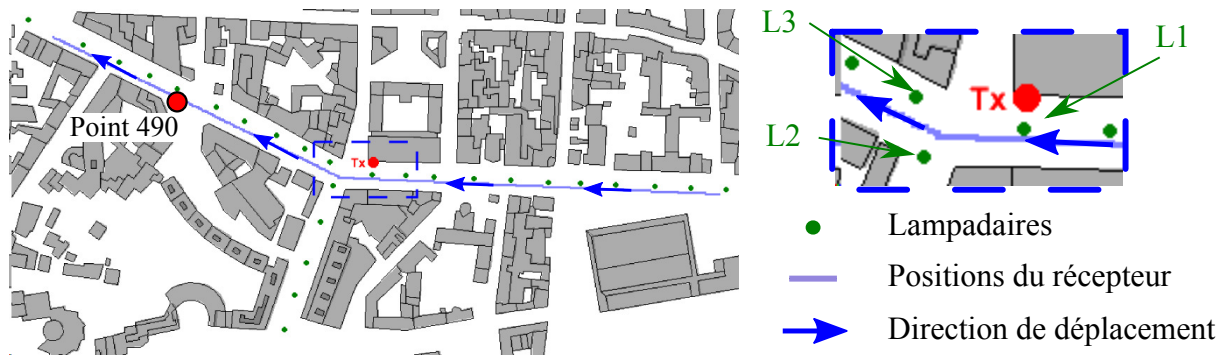 Point 490
Tx
L3
L1
Tx
L2
Lampadaires
Positions du récepteur
Direction de déplacement